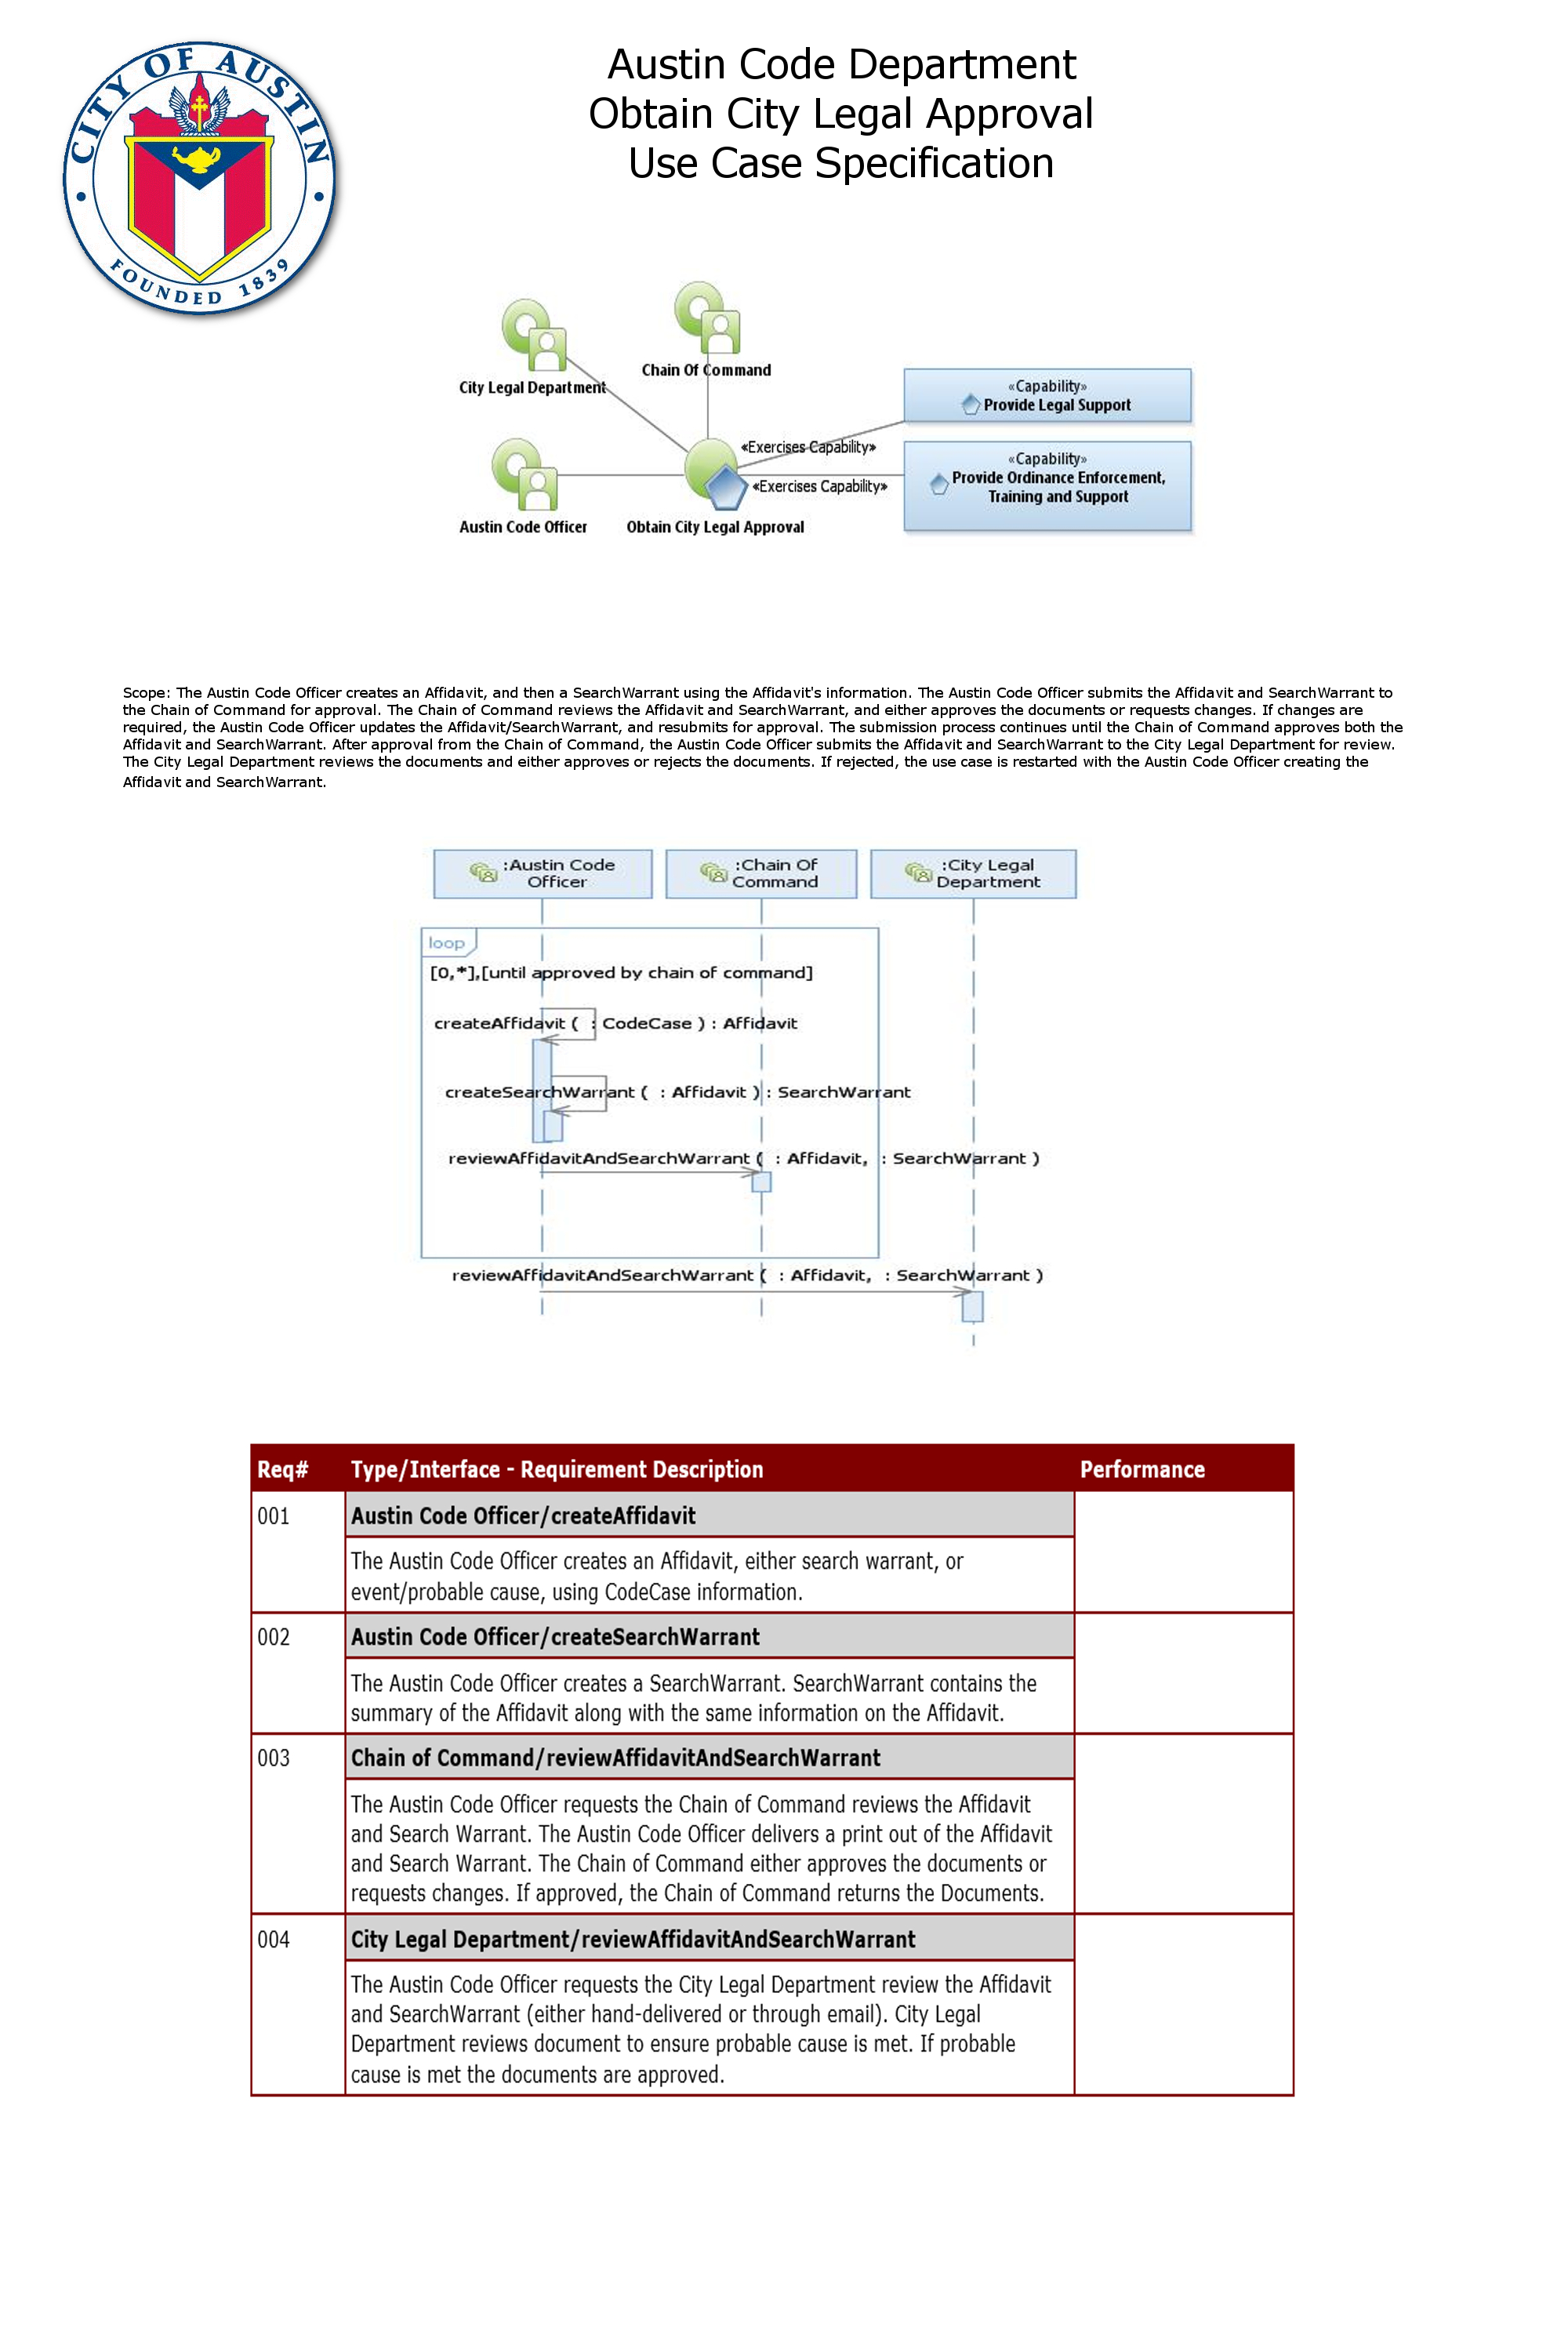 CITY OF AUSTIN
FOUNDED 1839
Austin Code Department
Obtain City Legal Approval
Use Case Specification
City Legal Department
Chain Of Command
«Capability»
Provide Legal Support
«Exercises Capability»
«Capability»
Provide Ordinance Enforcement,
Training and Support
«Exercises Capability»
Austin Code Officer
Obtain City Legal Approval
Scope: The Austin Code Officer creates an Affidavit, and then a SearchWarrant using the Affidavit's information. The Austin Code Officer submits the Affidavit and SearchWarrant to
the Chain of Command for approval. The Chain of Command reviews the Affidavit and SearchWarrant, and either approves the documents or requests changes. If changes are
required, the Austin Code Officer updates the Affidavit/SearchWarrant, and resubmits for approval. The submission process continues until the Chain of Command approves both the
Affidavit and SearchWarrant. After approval from the Chain of Command, the Austin Code Officer submits the Affidavit and SearchWarrant to the City Legal Department for review.
The City Legal Department reviews the documents and either approves or rejects the documents. If rejected, the use case is restarted with the Austin Code Officer creating the
Affidavit and SearchWarrant.
:Austin Code
Officer
:Chain Of
Command
:City Legal
Department
loop
[0,*],[until approved by chain of command]
createAffidavit ( : CodeCase ) : Affidavit
createSearchWarrant ( : Affidavit ) : SearchWarrant
reviewAffidavitAndSearchWarrant ( : Affidavit, : SearchWarrant )
reviewAffidavitAndSearchWarrant ( : Affidavit, : SearchWarrant )
Req# Type/Interface - Requirement Description Performance
001 Austin Code Officer/createAffidavit
The Austin Code Officer creates an Affidavit, either search warrant, or
event/probable cause, using CodeCase information.
002 Austin Code Officer/createSearchWarrant
The Austin Code Officer creates a SearchWarrant. SearchWarrant contains the
summary of the Affidavit along with the same information on the Affidavit.
003 Chain of Command/reviewAffidavitAndSearchWarrant
The Austin Code Officer requests the Chain of Command reviews the Affidavit
and Search Warrant. The Austin Code Officer delivers a print out of the Affidavit
and Search Warrant. The Chain of Command either approves the documents or
requests changes. If approved, the Chain of Command returns the Documents.
004 City Legal Department/reviewAffidavitAndSearchWarrant
The Austin Code Officer requests the City Legal Department review the Affidavit
and SearchWarrant (either hand-delivered or through email). City Legal
Department reviews document to ensure probable cause is met. If probable
cause is met the documents are approved.